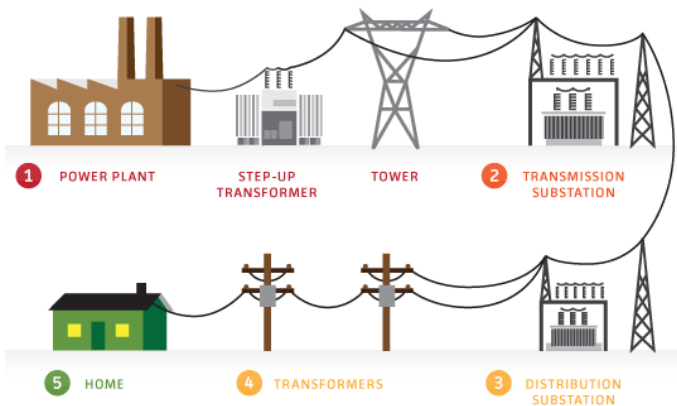 1 POWER PLANT
STEP-UP
TRANSFORMER
TOWER
2 TRANSMISSION
SUBSTATION
5 HOME
4 TRANSFORMERS
3 DISTRIBUTION
SUBSTATION